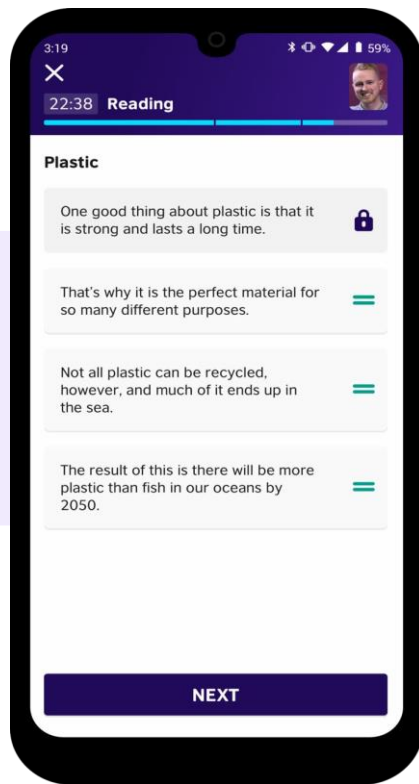 3:19 59%
22:38 Reading
Plastic
One good thing about plastic is that it
is strong and lasts a long time.
That's why it is the perfect material for
so many different purposes.
Not all plastic can be recycled,
however, and much of it ends up in
the sea.
The result of this is there will be more
plastic than fish in our oceans by
2050.
NEXT